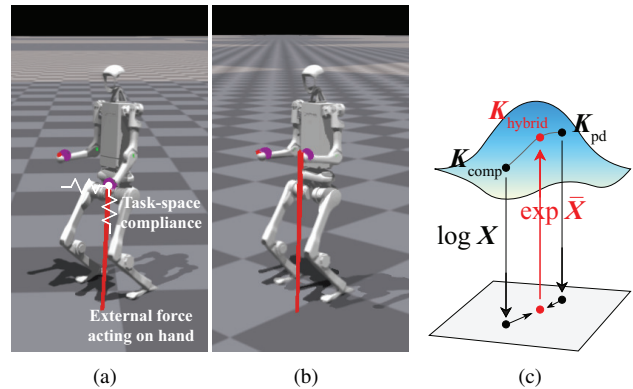 Task-space
compliance
External force
acting on hand
K_hybrid
K_pd
K_comp
exp X̄
log X
(a)
(b)
(c)